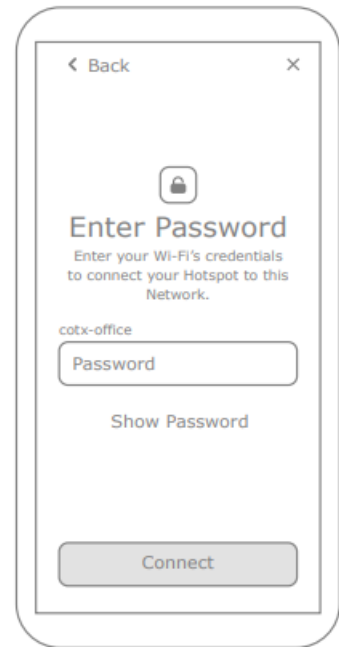 Back
Enter Password
Enter your Wi-Fi's credentials
to connect your Hotspot to this
Network.
cotx-office
Password
Show Password
Connect